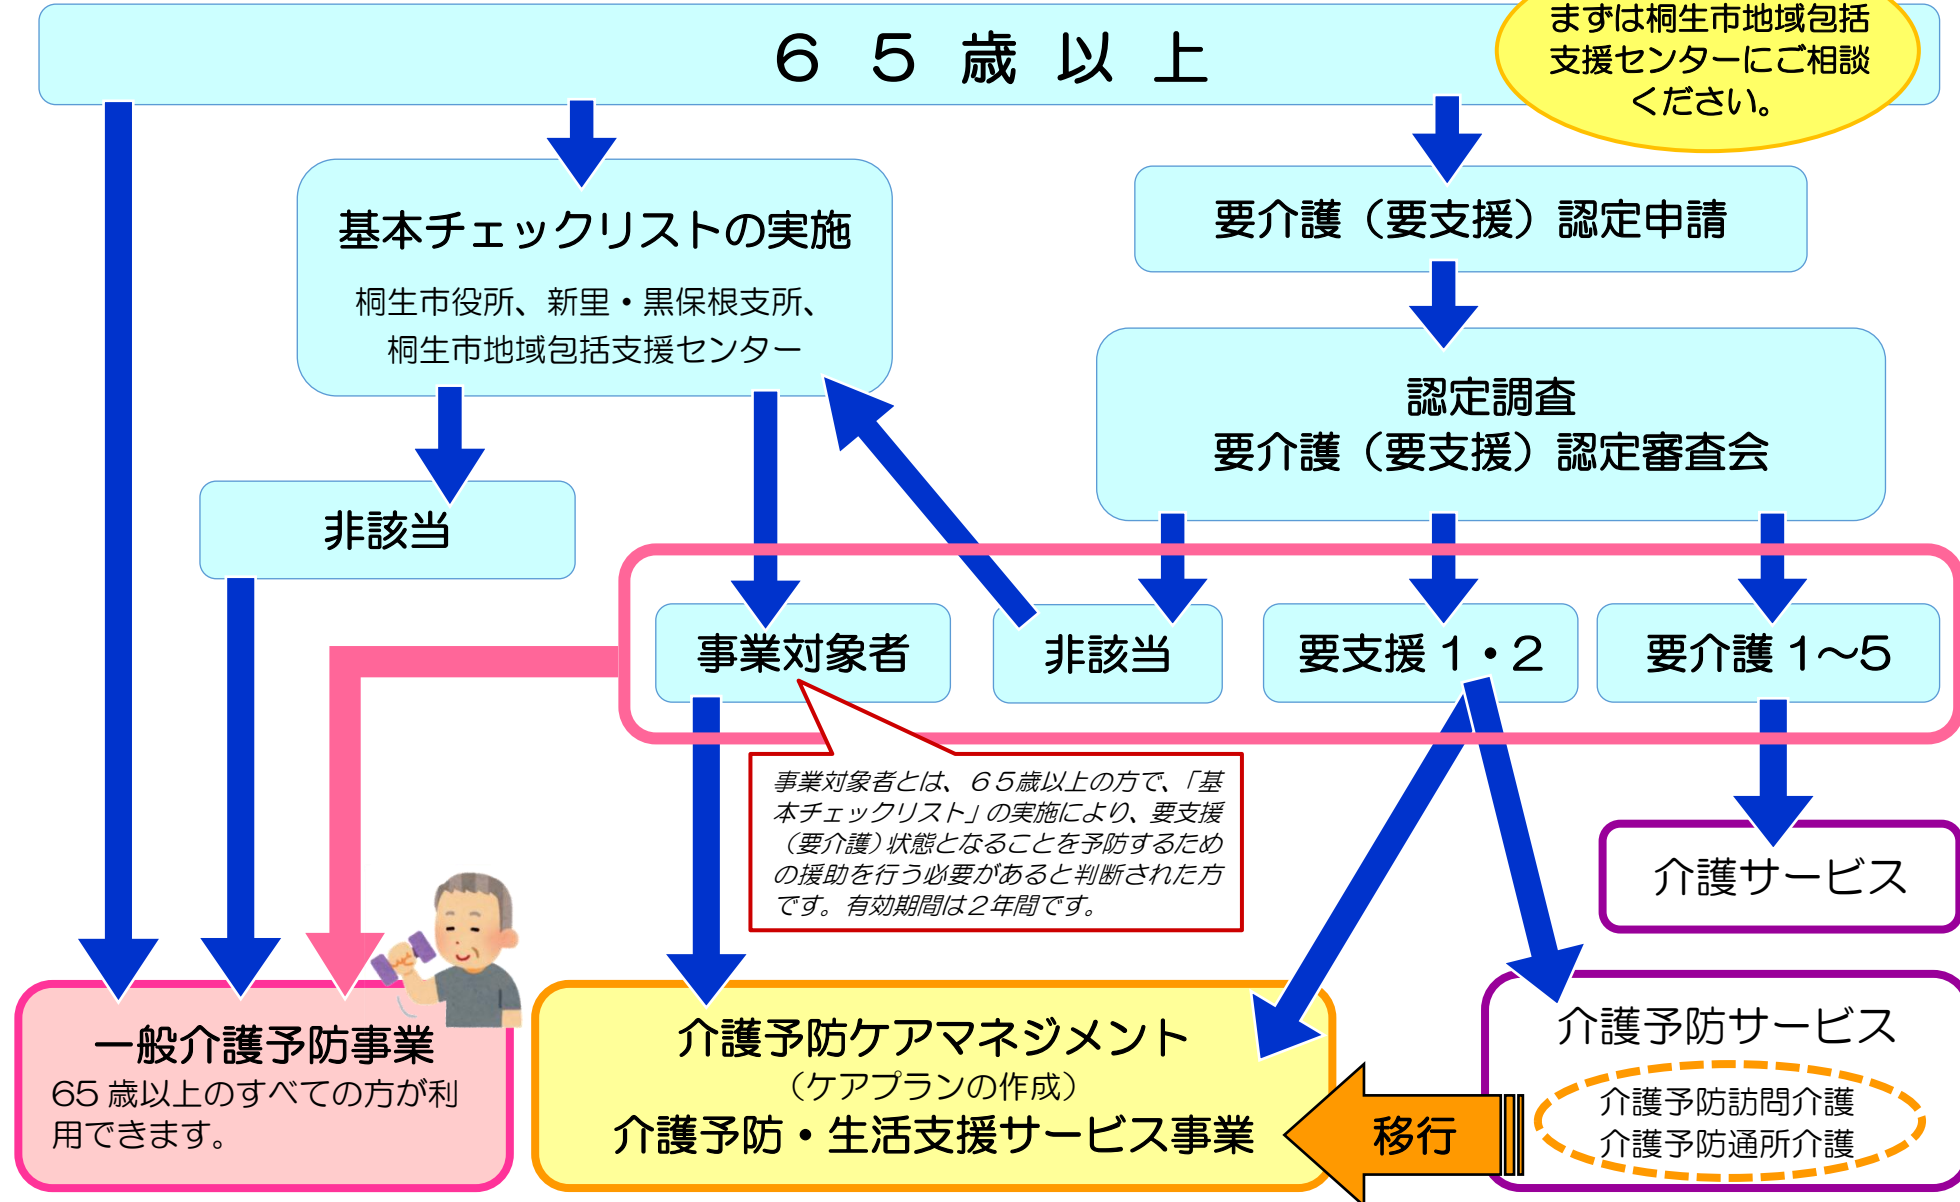 ６５歳以上
まずは桐生市地域包括
支援センターにご相談
ください。
基本チェックリストの実施
桐生市役所、新里・黒保根支所、
桐生市地域包括支援センター
要介護（要支援）認定申請
認定調査
要介護（要支援）認定審査会
非該当
事業対象者
非該当
要支援１・２
要介護１～５
事業対象者とは、６５歳以上の方で、「基
本チェックリスト」の実施により、要支援
（要介護）状態となることを予防するため
の援助を行う必要があると判断された方
です。有効期間は２年間です。
介護サービス
一般介護予防事業
65歳以上のすべての方が利
用できます。
介護予防ケアマネジメント
（ケアプランの作成）
介護予防・生活支援サービス事業
移行
介護予防サービス
介護予防訪問介護
介護予防通所介護